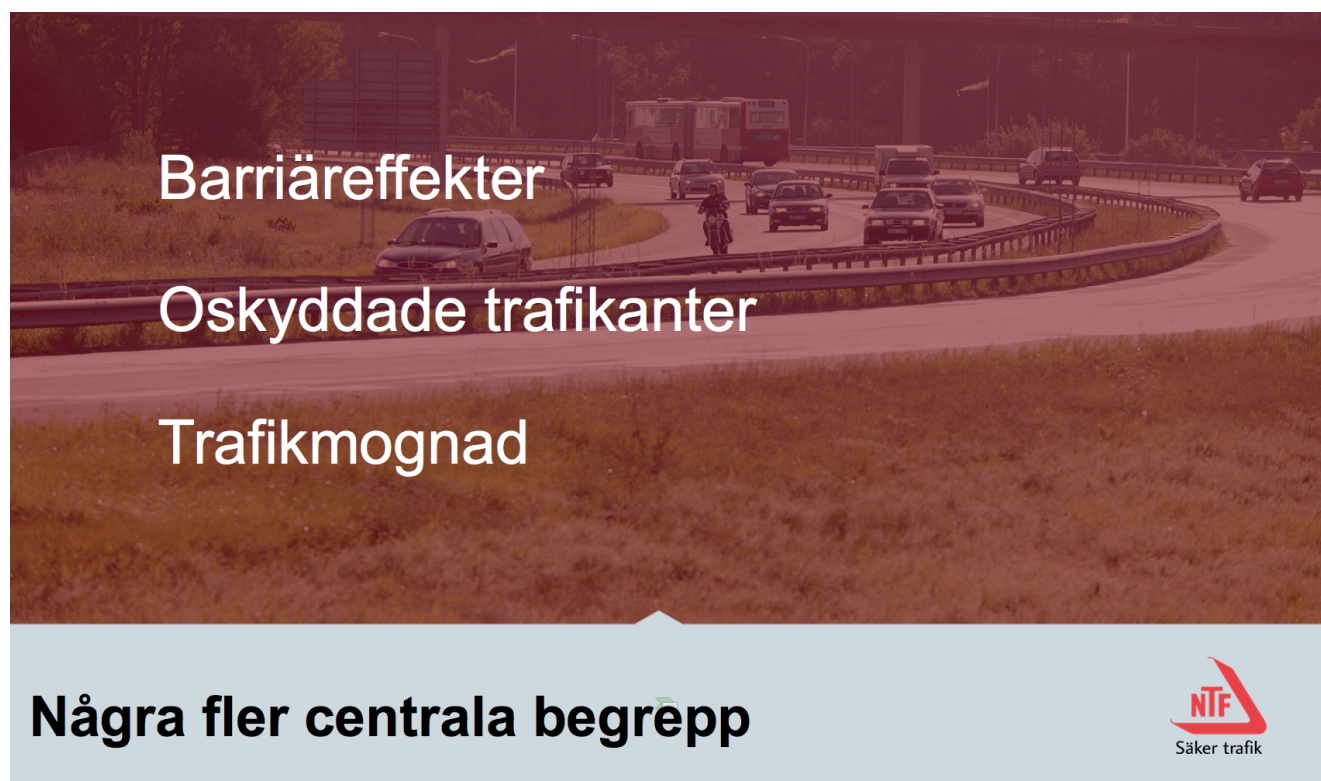 Barriäreffekter
Oskyddade trafikanter
Trafikmognad
Några fler centrala begrepp
NTF
Säker trafik